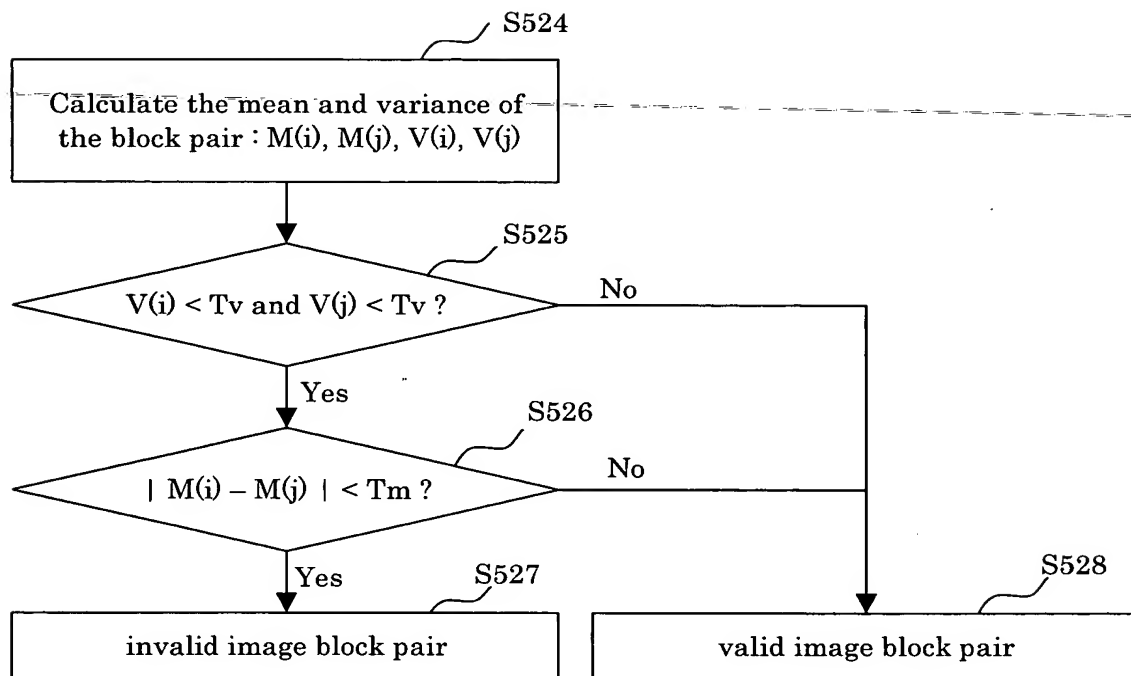 S524
Calculate the mean and variance of
the block pair : M(i), M(j), V(i), V(j)
S525
V(i) < Tv and V(j) < Tv ?
No
Yes
S526
| M(i) – M(j) | < Tm ?
No
Yes
S527
invalid image block pair
S528
valid image block pair